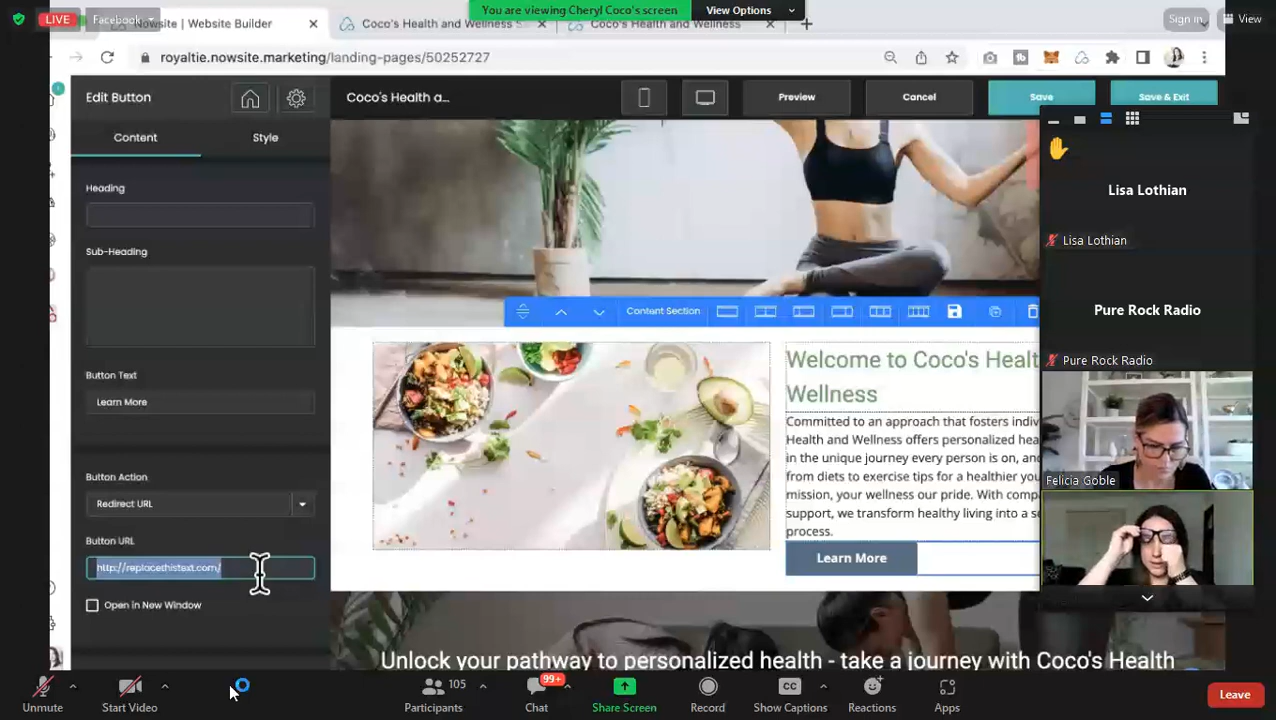 You are viewing Cheryl Coco's screen
View Options
LIVE
Facebook
Nowsite | Website Builder
Coco's Health and Wellness
Coco's Health and Wellness
Sign in
View
royaltie.nowsite.marketing/landing-pages/50252727
Edit Button
Coco's Health a...
Preview
Cancel
Save
Save & Exit
Content
Style
Heading
Sub-Heading
Button Text
Learn More
Button Action
Redirect URL
Button URL
http://replacethistext.com/
Open in New Window
Content Section
Welcome to Coco's Healt
Wellness
Committed to an approach that fosters indiv
Health and Wellness offers personalized hea
in the unique journey every person is on, an
from diets to exercise tips for a healthier you
mission, your wellness our pride. With comp
support, we transform healthy living into a se
process.
Learn More
Unlock your pathway to personalized health - take a journey with Coco's Health
Lisa Lothian
Lisa Lothian
Pure Rock Radio
Pure Rock Radio
Felicia Goble
Unmute
Start Video
Participants
105
Chat
99+
Share Screen
Record
CC
Show Captions
Reactions
Apps
Leave